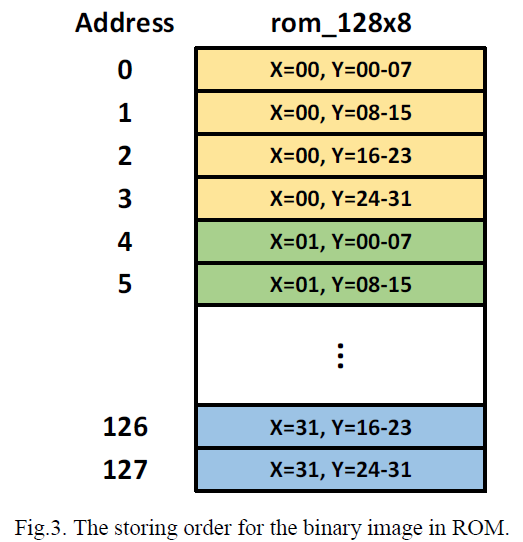 Address rom_128x8
0 X=00, Y=00-07
1 X=00, Y=08-15
2 X=00, Y=16-23
3 X=00, Y=24-31
4 X=01, Y=00-07
5 X=01, Y=08-15
⋮
126 X=31, Y=16-23
127 X=31, Y=24-31
Fig.3. The storing order for the binary image in ROM.